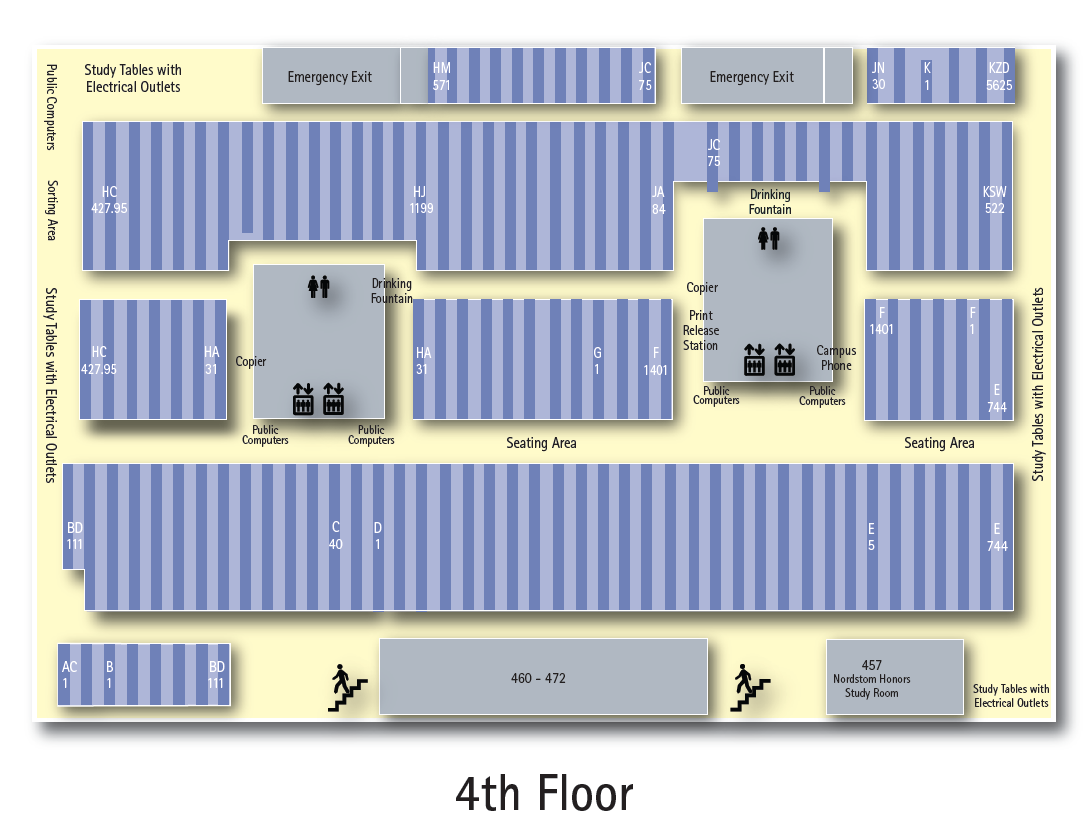 Public Computers
Study Tables with
Electrical Outlets
Emergency Exit
HM
571
JC
75
Emergency Exit
JN
30
K
1
KZD
5625
Sorting Area
HC
427.95
HJ
1199
JA
84
JC
75
KSW
522
Drinking
Fountain
Study Tables with Electrical Outlets
HC
427.95
HA
31
Copier
Drinking
Fountain
Public
Computers
Public
Computers
HA
31
G
1
F
1401
Copier
Print
Release
Station
Campus
Phone
Public
Computers
Public
Computers
F
1401
F
1
E
744
Study Tables with Electrical Outlets
Seating Area
Seating Area
BD
111
C
40
D
1
E
5
E
744
AC
1
B
1
BD
111
460 - 472
457
Nordstom Honors
Study Room
Study Tables with
Electrical Outlets
4th Floor